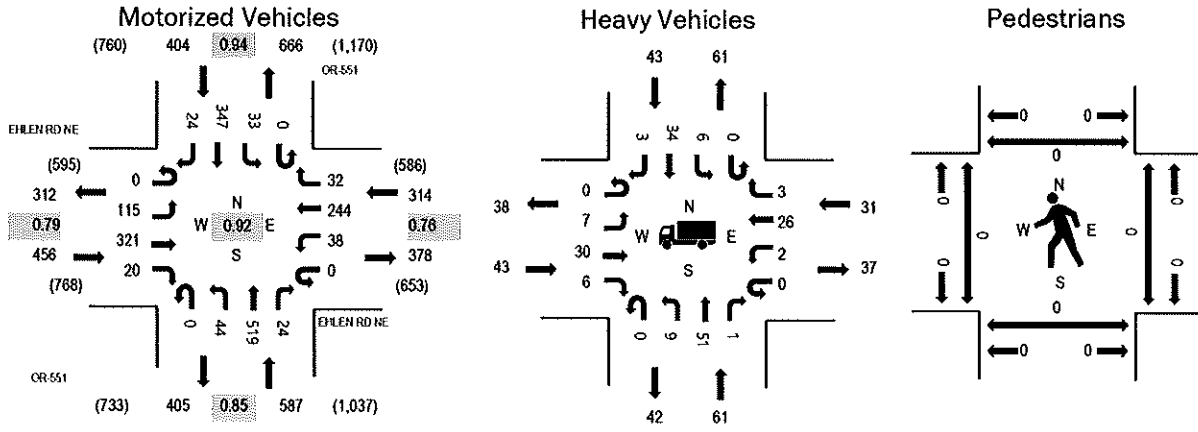 Motorized Vehicles
(760) 404 0.94 666 (1,170)
OR-551
24 347 33 0
EHLEN RD NE
(595)
312
0.79
456
(768)
0
115
321
20
N
W 0.92 E
S
32
244
38
0
(586)
314
0.76
378
(653)
0 44 519 24
EHLEN RD NE
OR-551
(733) 405 0.85 587 (1,037)
Heavy Vehicles
43 61
3 34 6 0
38
43
0
7
30
6
N
W E
S
3
26
2
0
31
37
0 9 51 1
42 61
Pedestrians
0 0
0
0
0
0
N
W E
S
0
0
0
0
0 0